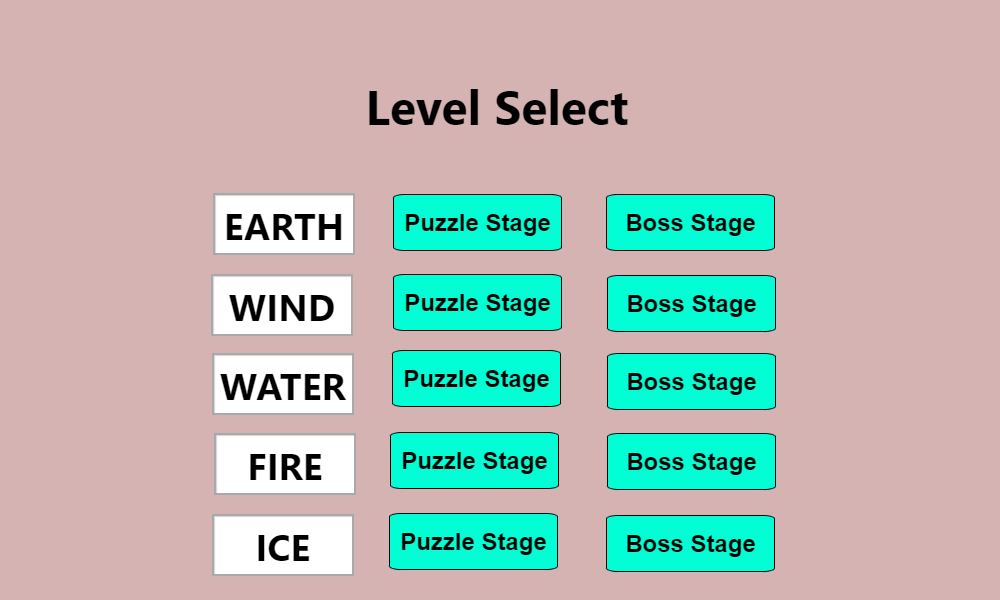 Level Select
EARTH Puzzle Stage Boss Stage
WIND Puzzle Stage Boss Stage
WATER Puzzle Stage Boss Stage
FIRE Puzzle Stage Boss Stage
ICE Puzzle Stage Boss Stage